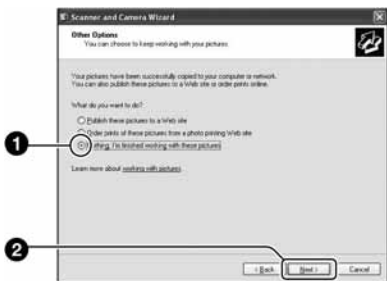 Scanner and Camera Wizard
Other Options
You can choose to keep working with your pictures.
Your pictures have been successfully copied to your computer or network.
You can also publish these pictures to a Web site or order prints online.
What do you want to do?
Publish these pictures to a Web site
1
Order prints of these pictures from a photo printing Web site
thing. I'm finished working with these pictures
Learn more about working with pictures.
2
< Back
Next >
Cancel